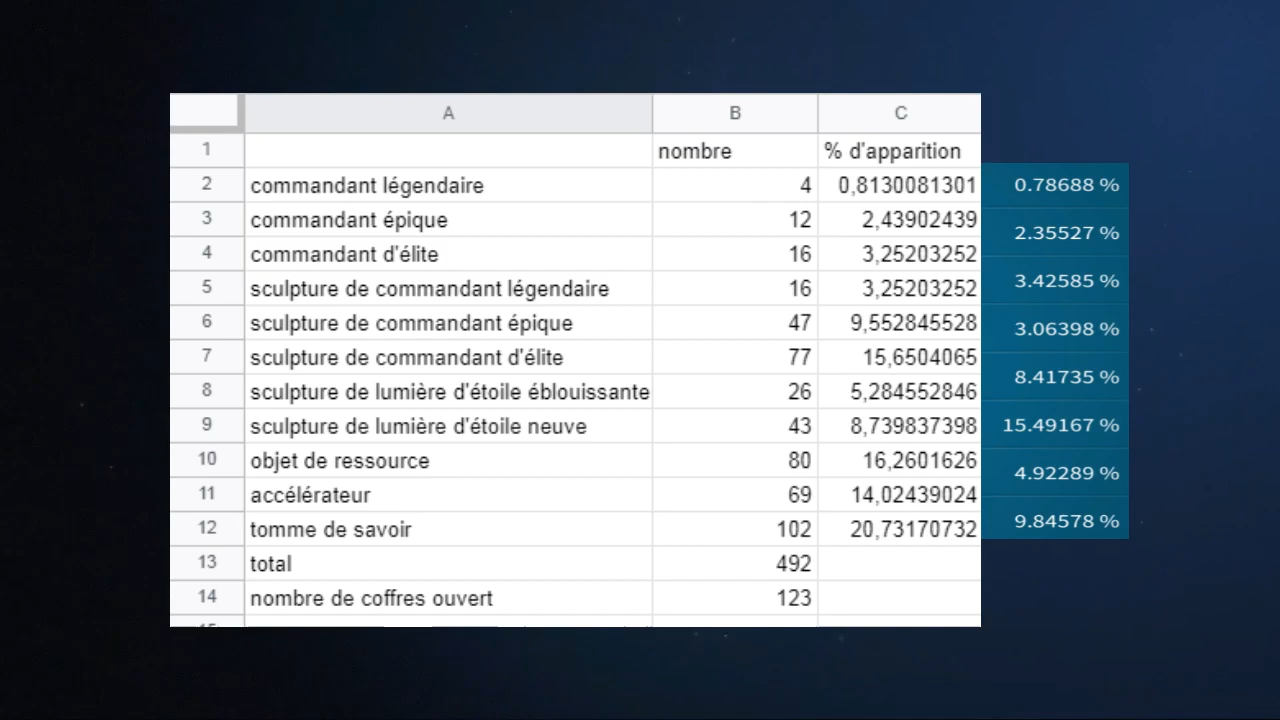 A B C
1 nombre % d'apparition
2 commandant légendaire 4 0,8130081301 0.78688 %
3 commandant épique 12 2,43902439 2.35527 %
4 commandant d'élite 16 3,25203252 3.42585 %
5 sculpture de commandant légendaire 16 3,25203252 3.06398 %
6 sculpture de commandant épique 47 9,552845528 8.41735 %
7 sculpture de commandant d'élite 77 15,6504065 15.49167 %
8 sculpture de lumière d'étoile éblouissante 26 5,284552846 4.92289 %
9 sculpture de lumière d'étoile neuve 43 8,739837398 9.84578 %
10 objet de ressource 80 16,2601626
11 accélérateur 69 14,02439024
12 tomme de savoir 102 20,73170732
13 total 492
14 nombre de coffres ouvert 123